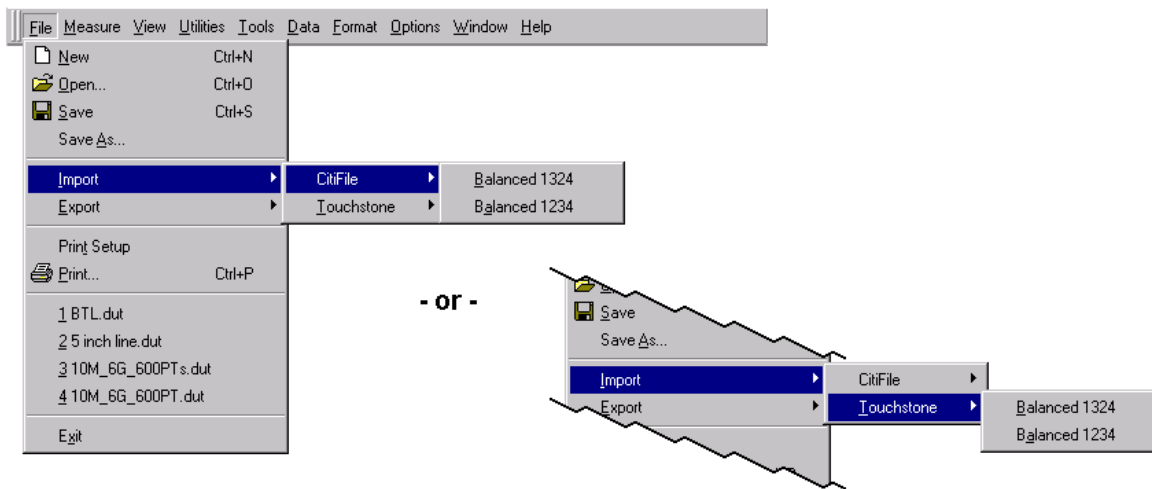 File Measure View Utilities Tools Data Format Options Window Help
New Ctrl+N
Open... Ctrl+O
Save Ctrl+S
Save As...
Import
CitiFile
Balanced 1324
Export
Touchstone
Balanced 1234
Print Setup
Print... Ctrl+P
1 BTL.dut
2 5 inch line.dut
3 10M_6G_600PTs.dut
4 10M_6G_600PT.dut
Exit
- or -
Save
Save As...
Import
CitiFile
Export
Touchstone
Balanced 1324
Balanced 1234